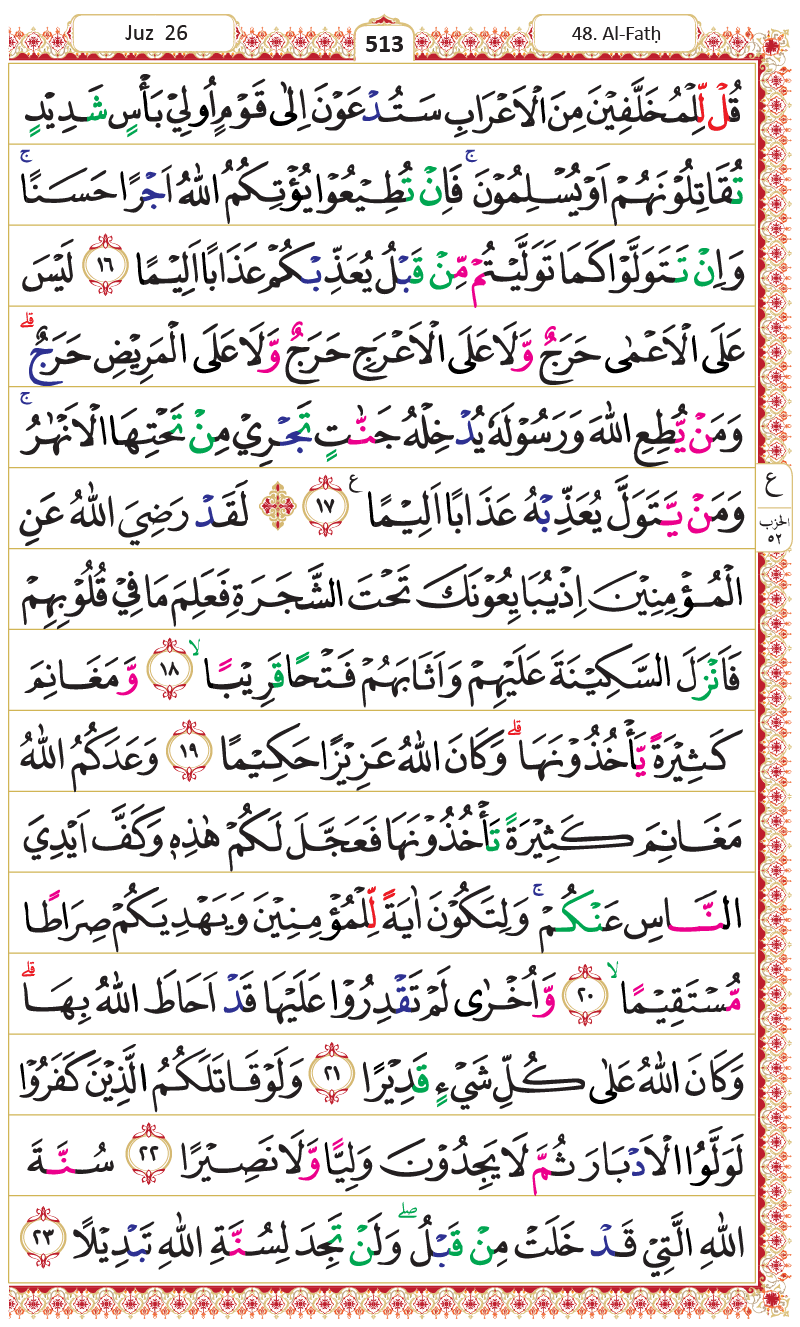 Juz 26
513
48. Al-Fatḥ
قُلْ لِّلْمُخَلَّفِيْنَ مِنَ الْاَعْرَابِ سَتُدْعَوْنَ اِلٰى قَوْمٍ اُولِيْ بَأْسٍ شَدِيْدٍ
تُقَاتِلُوْنَهُمْ اَوْ يُسْلِمُوْنَ ۚ فَاِنْ تُطِيْعُوْا يُؤْتِكُمُ اللّٰهُ اَجْرًا حَسَنًا ۚ
وَاِنْ تَتَوَلَّوْا كَمَا تَوَلَّيْتُمْ مِّنْ قَبْلُ يُعَذِّبْكُمْ عَذَابًا اَلِيْمًا ١٦ لَيْسَ
عَلَى الْاَعْمٰى حَرَجٌ وَّلَا عَلَى الْاَعْرَجِ حَرَجٌ وَّلَا عَلَى الْمَرِيْضِ حَرَجٌ ۗ
وَمَنْ يُّطِعِ اللّٰهَ وَرَسُوْلَهٗ يُدْخِلْهُ جَنّٰتٍ تَجْرِيْ مِنْ تَحْتِهَا الْاَنْهٰرُ ۚ
وَمَنْ يَّتَوَلَّ يُعَذِّبْهُ عَذَابًا اَلِيْمًا ع ١٧ لَقَدْ رَضِيَ اللّٰهُ عَنِ
ع
الحزب
٥٢
الْمُؤْمِنِيْنَ اِذْ يُبَايِعُوْنَكَ تَحْتَ الشَّجَرَةِ فَعَلِمَ مَا فِيْ قُلُوْبِهِمْ
فَاَنْزَلَ السَّكِيْنَةَ عَلَيْهِمْ وَاَثَابَهُمْ فَتْحًا قَرِيْبًا ۙ ١٨ وَّمَغَانِمَ
كَثِيْرَةً يَّأْخُذُوْنَهَا ۗ وَكَانَ اللّٰهُ عَزِيْزًا حَكِيْمًا ١٩ وَعَدَكُمُ اللّٰهُ
مَغَانِمَ كَثِيْرَةً تَأْخُذُوْنَهَا فَعَجَّلَ لَكُمْ هٰذِهٖ وَكَفَّ اَيْدِيَ
النَّاسِ عَنْكُمْ ۚ وَلِتَكُوْنَ اٰيَةً لِّلْمُؤْمِنِيْنَ وَيَهْدِيَكُمْ صِرَاطًا
مُّسْتَقِيْمًا ۙ ٢٠ وَّاُخْرٰى لَمْ تَقْدِرُوْا عَلَيْهَا قَدْ اَحَاطَ اللّٰهُ بِهَا ۗ
وَكَانَ اللّٰهُ عَلٰى كُلِّ شَيْءٍ قَدِيْرًا ٢١ وَلَوْ قَاتَلَكُمُ الَّذِيْنَ كَفَرُوْا
لَوَلَّوُا الْاَدْبَارَ ثُمَّ لَا يَجِدُوْنَ وَلِيًّا وَّلَا نَصِيْرًا ٢٢ سُنَّةَ
اللّٰهِ الَّتِيْ قَدْ خَلَتْ مِنْ قَبْلُ ۖ وَلَنْ تَجِدَ لِسُنَّةِ اللّٰهِ تَبْدِيْلًا ٢٣